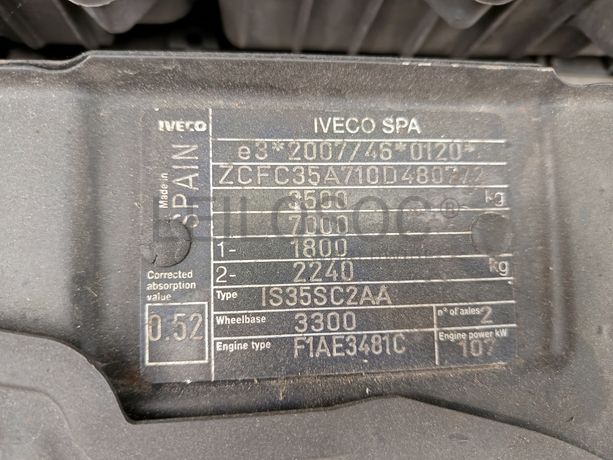 IVECO
IVECO SPA
Made in
SPAIN
e3*2007/46*0120*
3500 kg
7000
1- 1800
2- 2240 kg
Type IS35SC2AA
Corrected
absorption
value
0.52
Wheelbase 3300
n° of axles 2
Engine type F1AE3481C
Engine power kW
107
LEILOSOC®